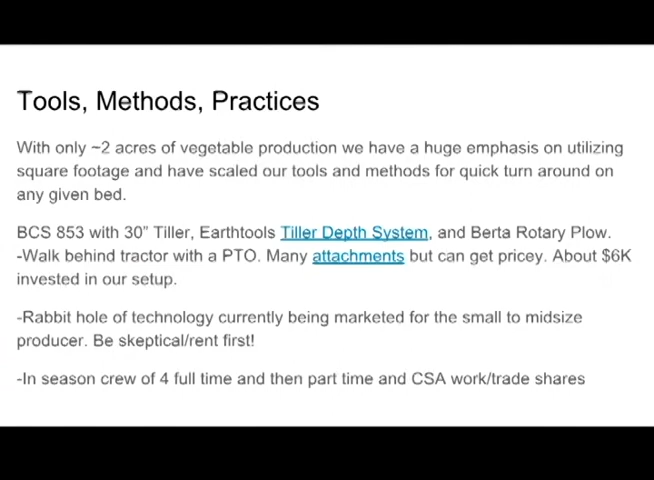 Tools, Methods, Practices
With only ~2 acres of vegetable production we have a huge emphasis on utilizing
square footage and have scaled our tools and methods for quick turn around on
any given bed.
BCS 853 with 30” Tiller, Earthtools Tiller Depth System, and Berta Rotary Plow.
-Walk behind tractor with a PTO. Many attachments but can get pricey. About $6K
invested in our setup.
-Rabbit hole of technology currently being marketed for the small to midsize
producer. Be skeptical/rent first!
-In season crew of 4 full time and then part time and CSA work/trade shares